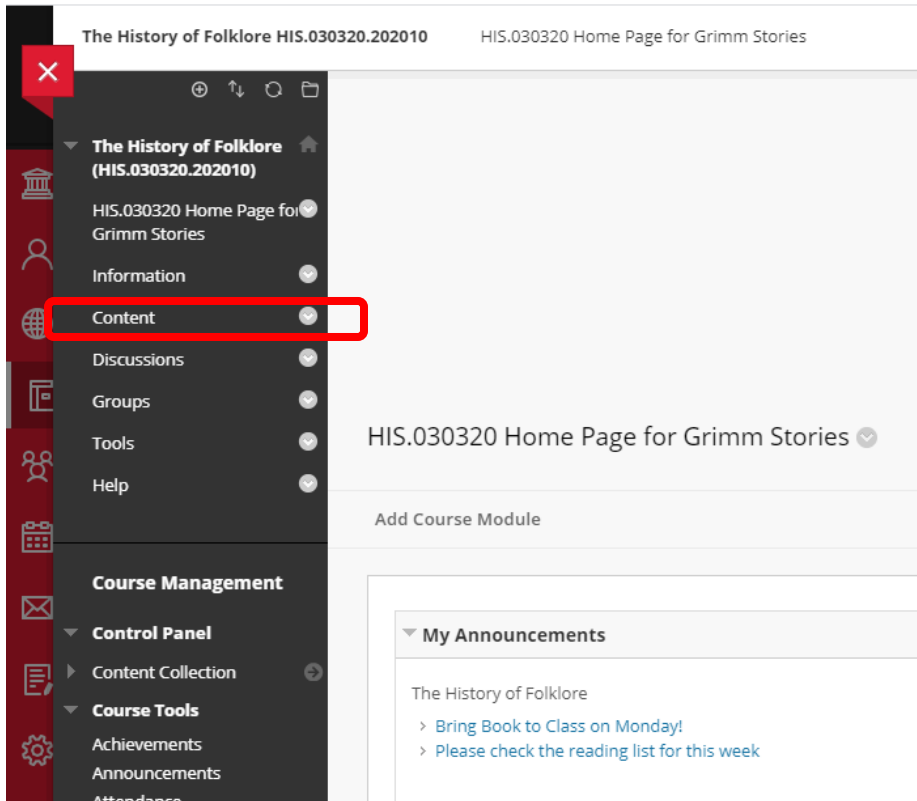 The History of Folklore HIS.030320.202010 HIS.030320 Home Page for Grimm Stories
The History of Folklore
(HIS.030320.202010)
HIS.030320 Home Page for
Grimm Stories
Information
Content
Discussions
Groups
Tools
Help
Course Management
Control Panel
Content Collection
Course Tools
Achievements
Announcements
Attendance
HIS.030320 Home Page for Grimm Stories
Add Course Module
My Announcements
The History of Folklore
Bring Book to Class on Monday!
Please check the reading list for this week